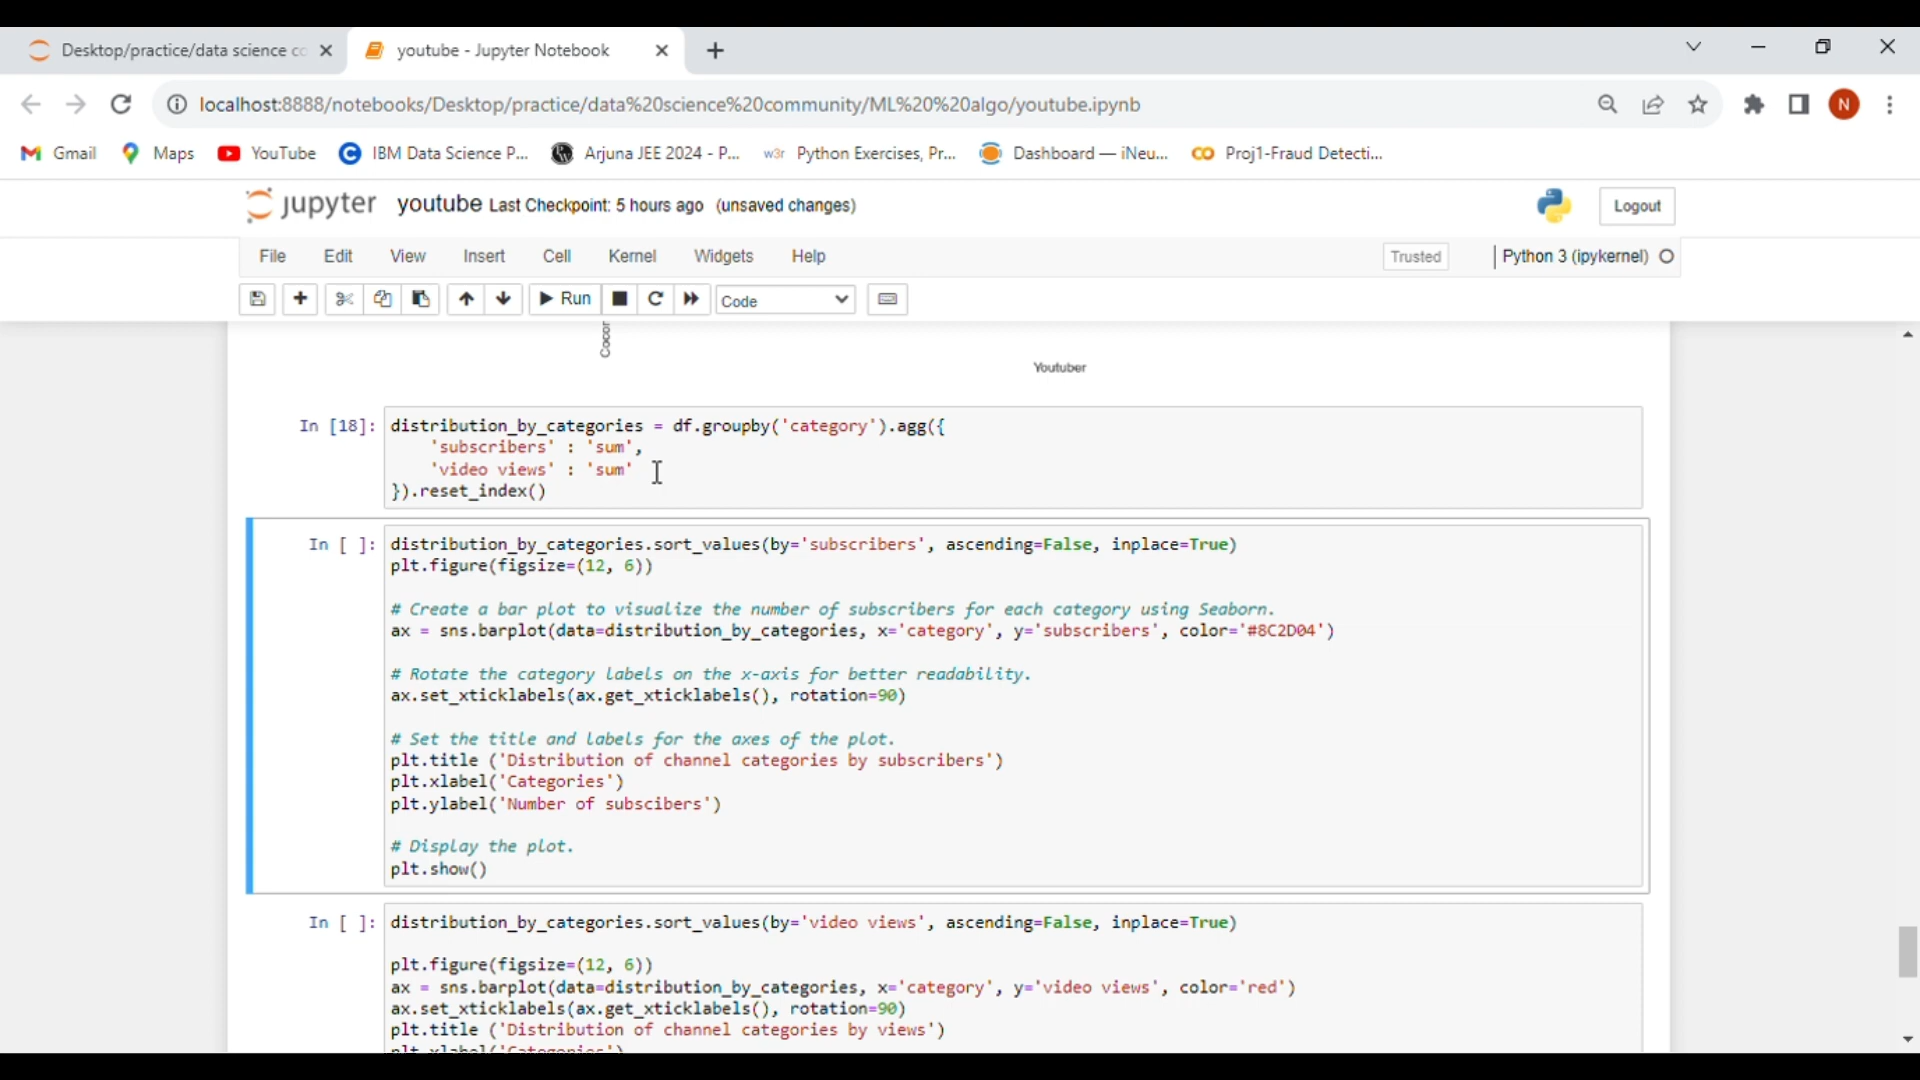 Desktop/practice/data science co
youtube - Jupyter Notebook
localhost:8888/notebooks/Desktop/practice/data%20science%20community/ML%20%20algo/youtube.ipynb
N
Gmail
Maps
YouTube
IBM Data Science P...
Arjuna JEE 2024 - P...
w3r Python Exercises, Pr...
Dashboard — iNeu...
Proj1-Fraud Detecti...
jupyter youtube Last Checkpoint: 5 hours ago (unsaved changes)
Logout
File Edit View Insert Cell Kernel Widgets Help
Trusted
Python 3 (ipykernel)
Run
Code
Cocor
Youtuber
In [18]: distribution_by_categories = df.groupby('category').agg({
'subscribers' : 'sum',
'video views' : 'sum'
}).reset_index()
In [ ]: distribution_by_categories.sort_values(by='subscribers', ascending=False, inplace=True)
plt.figure(figsize=(12, 6))
# Create a bar plot to visualize the number of subscribers for each category using Seaborn.
ax = sns.barplot(data=distribution_by_categories, x='category', y='subscribers', color='#8C2D04')
# Rotate the category labels on the x-axis for better readability.
ax.set_xticklabels(ax.get_xticklabels(), rotation=90)
# Set the title and labels for the axes of the plot.
plt.title ('Distribution of channel categories by subscribers')
plt.xlabel('Categories')
plt.ylabel('Number of subscibers')
# Display the plot.
plt.show()
In [ ]: distribution_by_categories.sort_values(by='video views', ascending=False, inplace=True)
plt.figure(figsize=(12, 6))
ax = sns.barplot(data=distribution_by_categories, x='category', y='video views', color='red')
ax.set_xticklabels(ax.get_xticklabels(), rotation=90)
plt.title ('Distribution of channel categories by views')
plt.xlabel('Categories')